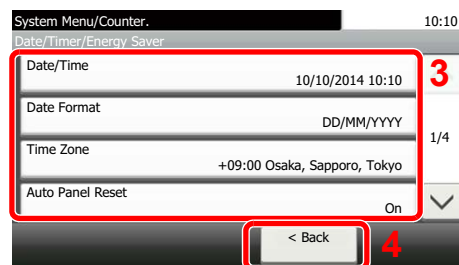 System Menu/Counter. 10:10
Date/Timer/Energy Saver
Date/Time
10/10/2014 10:10
3
Date Format
DD/MM/YYYY
1/4
Time Zone
+09:00 Osaka, Sapporo, Tokyo
Auto Panel Reset
On
< Back
4